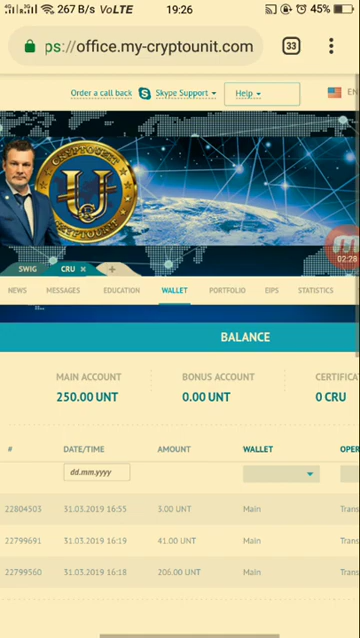 267 B/s VoLTE 19:26 45%
ps://office.my-cryptounit.com 33
Order a call back Skype Support Help EN
CRYPTOUNIT
CRYPTOUNIT
02:28
SWIG CRU × +
NEWS MESSAGES EDUCATION WALLET PORTFOLIO EIPS STATISTICS
BALANCE
MAIN ACCOUNT BONUS ACCOUNT CERTIFICA
250.00 UNT 0.00 UNT 0 CRU
# DATE/TIME AMOUNT WALLET OPER
dd.mm.yyyy
22804503 31.03.2019 16:55 3.00 UNT Main Trans
22799691 31.03.2019 16:19 41.00 UNT Main Trans
22799560 31.03.2019 16:18 206.00 UNT Main Trans